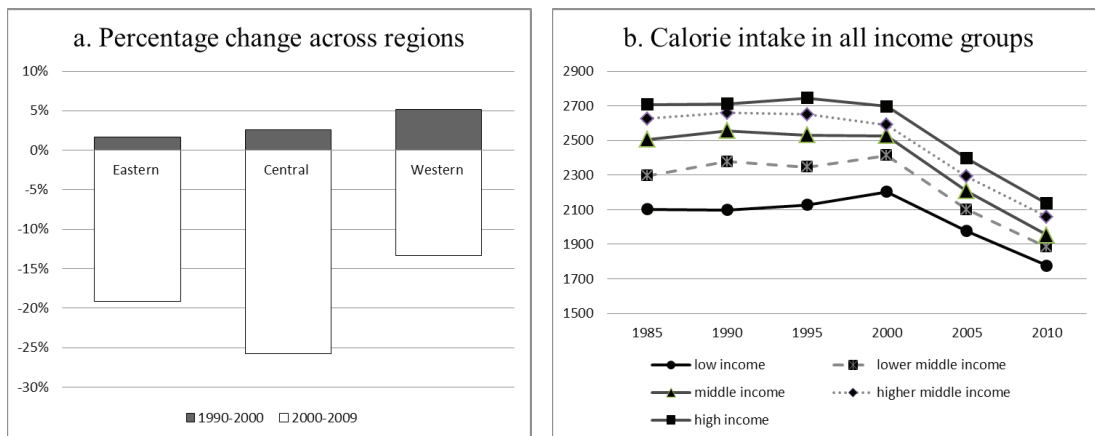 a. Percentage change across regions
10%
5%
0%
-5%
-10%
-15%
-20%
-25%
-30%
Eastern Central Western
1990-2000 2000-2009
b. Calorie intake in all income groups
2900
2700
2500
2300
2100
1900
1700
1500
1985 1990 1995 2000 2005 2010
low income lower middle income
middle income higher middle income
high income